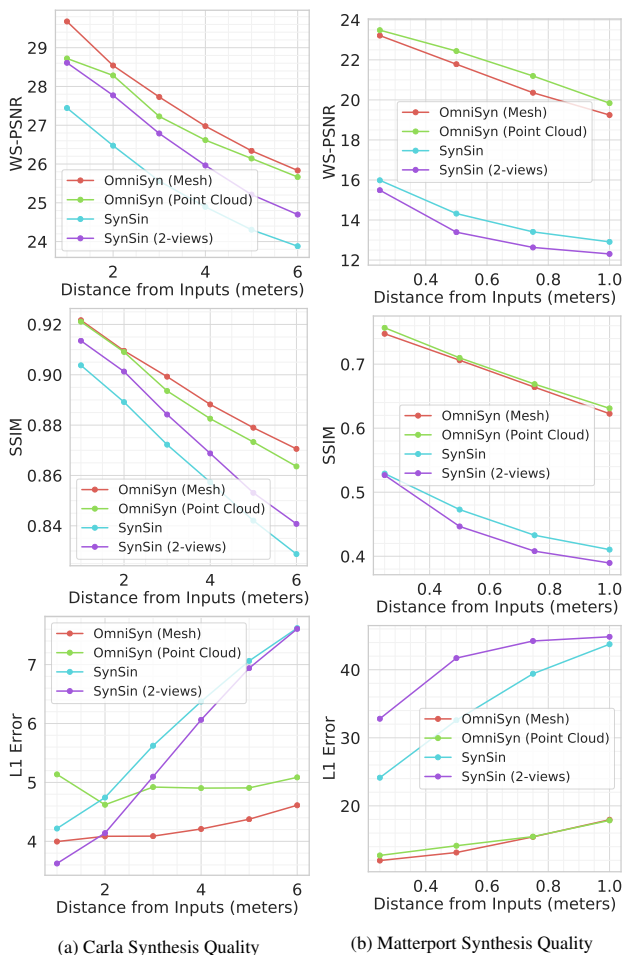 29
28
27
26
25
24
WS-PSNR
OmniSyn (Mesh)
OmniSyn (Point Cloud)
SynSin
SynSin (2-views)
2
4
6
Distance from Inputs (meters)
24
22
20
18
16
14
12
WS-PSNR
OmniSyn (Mesh)
OmniSyn (Point Cloud)
SynSin
SynSin (2-views)
0.4
0.6
0.8
1.0
Distance from Inputs (meters)
0.92
0.90
0.88
0.86
0.84
SSIM
OmniSyn (Mesh)
OmniSyn (Point Cloud)
SynSin
SynSin (2-views)
2
4
6
Distance from Inputs (meters)
0.7
0.6
0.5
0.4
SSIM
OmniSyn (Mesh)
OmniSyn (Point Cloud)
SynSin
SynSin (2-views)
0.4
0.6
0.8
1.0
Distance from Inputs (meters)
7
6
5
4
L1 Error
OmniSyn (Mesh)
OmniSyn (Point Cloud)
SynSin
SynSin (2-views)
2
4
6
Distance from Inputs (meters)
40
30
20
L1 Error
OmniSyn (Mesh)
OmniSyn (Point Cloud)
SynSin
SynSin (2-views)
0.4
0.6
0.8
1.0
Distance from Inputs (meters)
(a) Carla Synthesis Quality
(b) Matterport Synthesis Quality